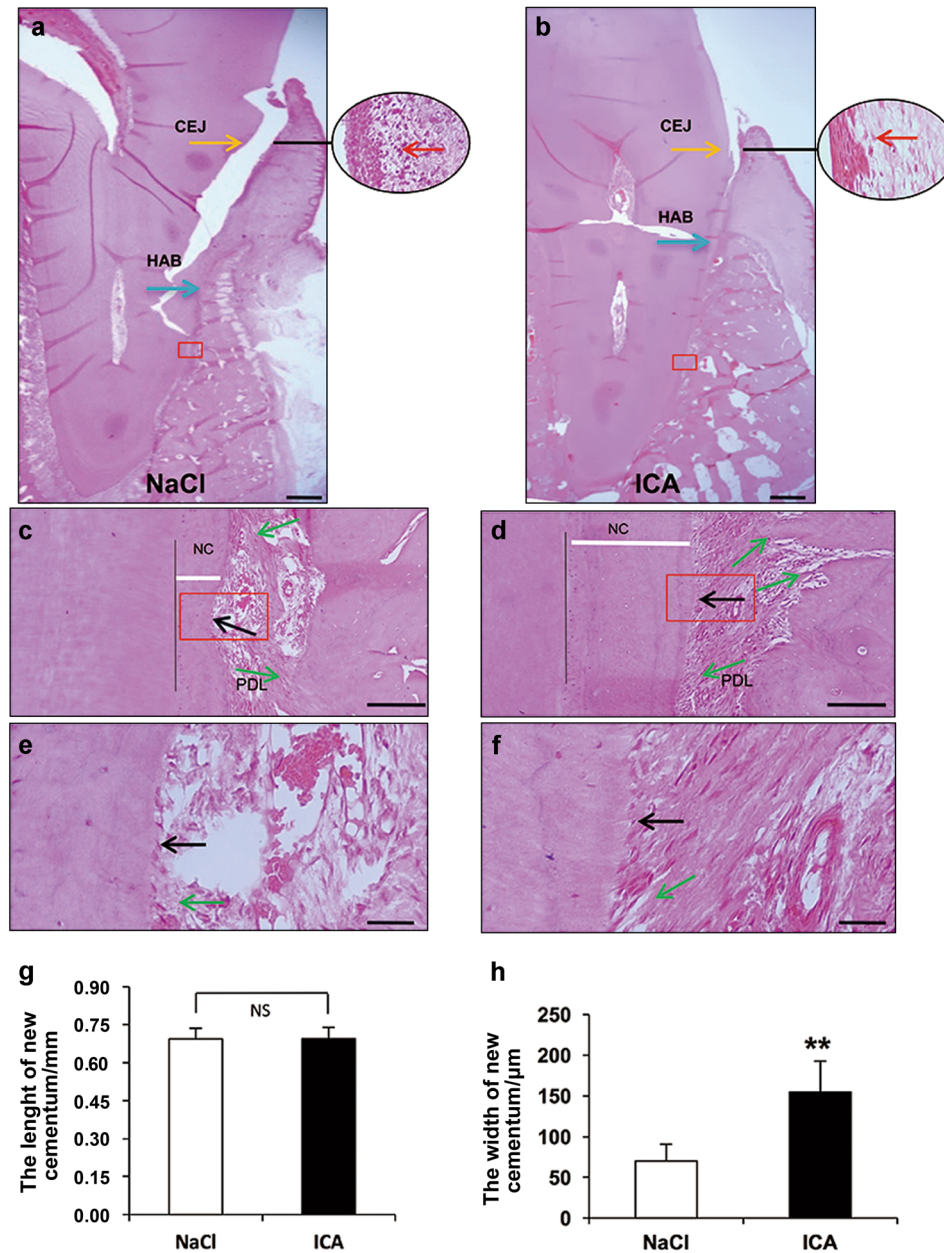 a
b
CEJ
CEJ
HAB
HAB
NaCl
ICA
c
NC
PDL
d
NC
PDL
e
f
g
The lenght of new
cementum/mm
0.90
0.75
0.60
0.45
0.30
0.15
0.00
NS
NaCl
ICA
h
The width of new
cementum/µm
250
200
150
100
50
0
**
NaCl
ICA